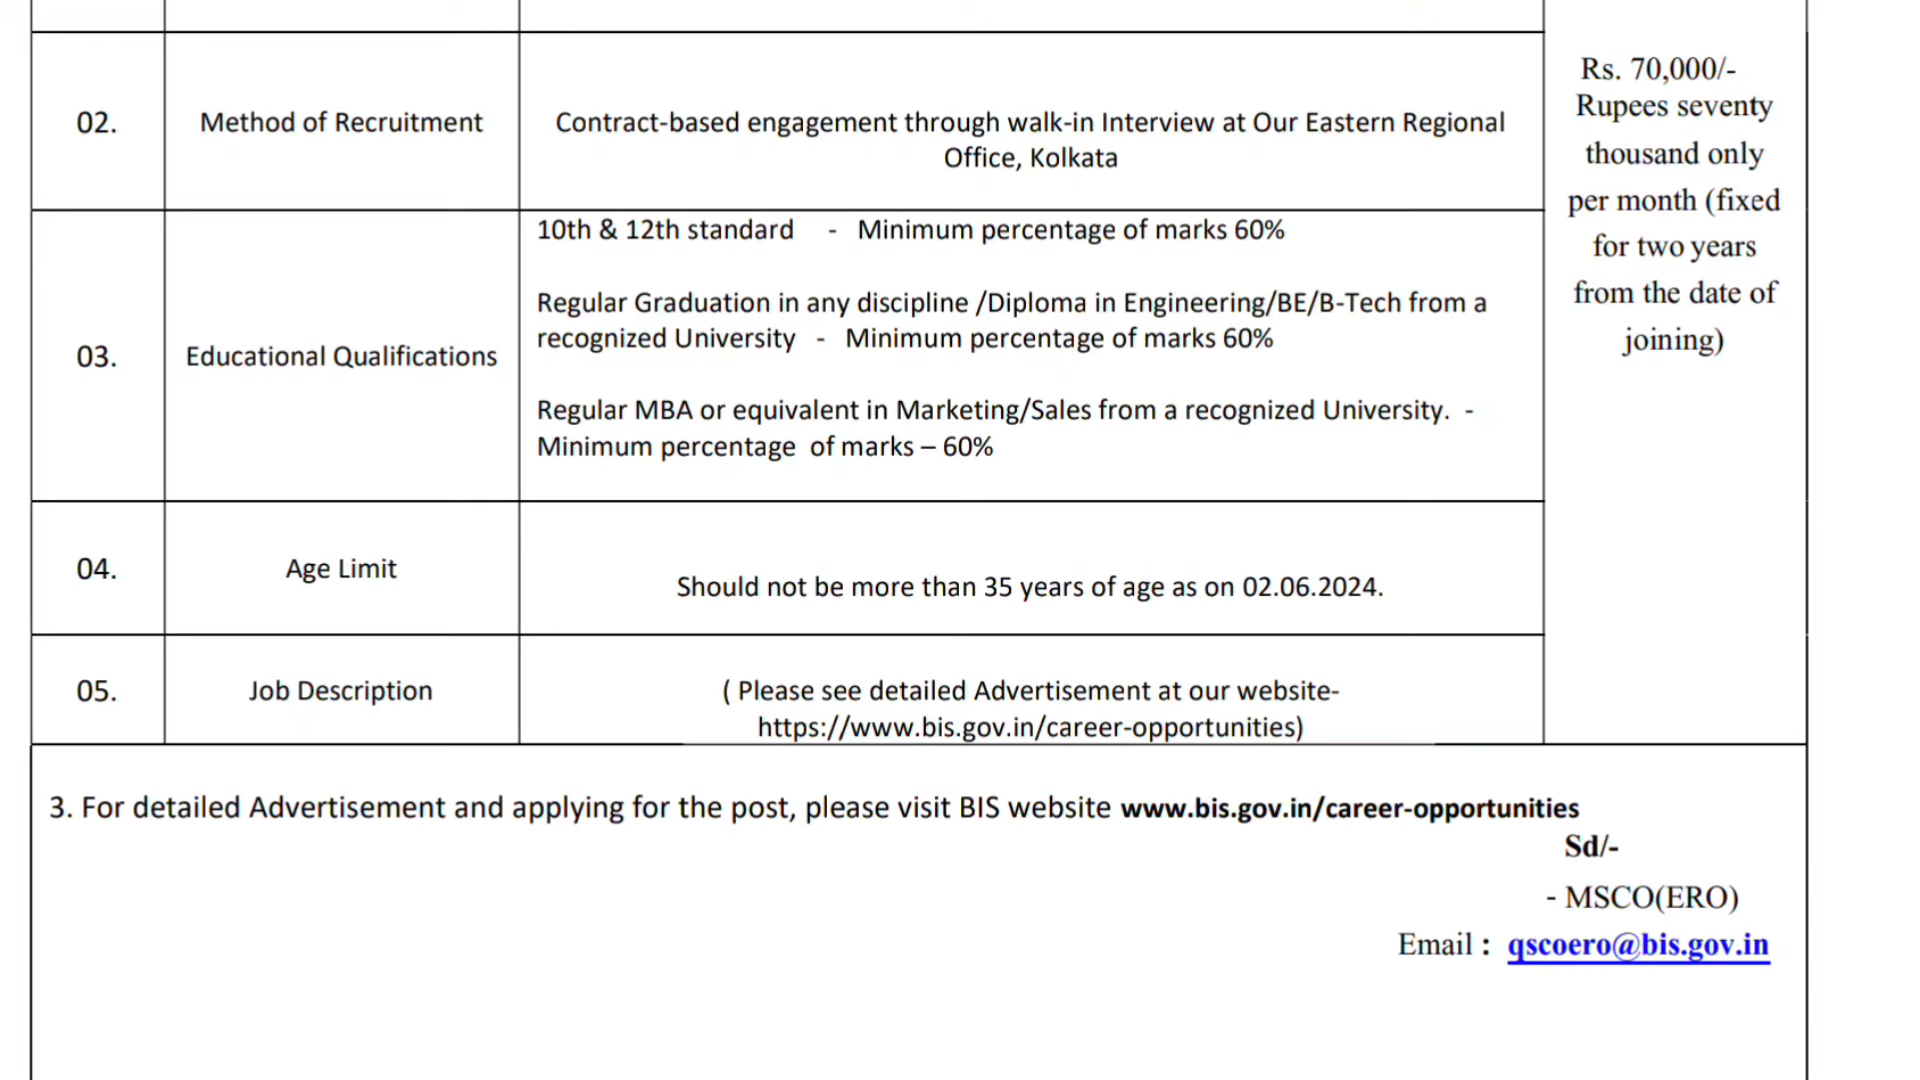 02.
Method of Recruitment
Contract-based engagement through walk-in Interview at Our Eastern Regional
Office, Kolkata
Rs. 70,000/-
Rupees seventy
thousand only
per month (fixed
for two years
from the date of
joining)
03.
Educational Qualifications
10th & 12th standard - Minimum percentage of marks 60%
Regular Graduation in any discipline /Diploma in Engineering/BE/B-Tech from a
recognized University - Minimum percentage of marks 60%
Regular MBA or equivalent in Marketing/Sales from a recognized University. -
Minimum percentage of marks – 60%
04.
Age Limit
Should not be more than 35 years of age as on 02.06.2024.
05.
Job Description
( Please see detailed Advertisement at our website-
https://www.bis.gov.in/career-opportunities)
3. For detailed Advertisement and applying for the post, please visit BIS website www.bis.gov.in/career-opportunities
Sd/-
- MSCO(ERO)
Email : qscoero@bis.gov.in